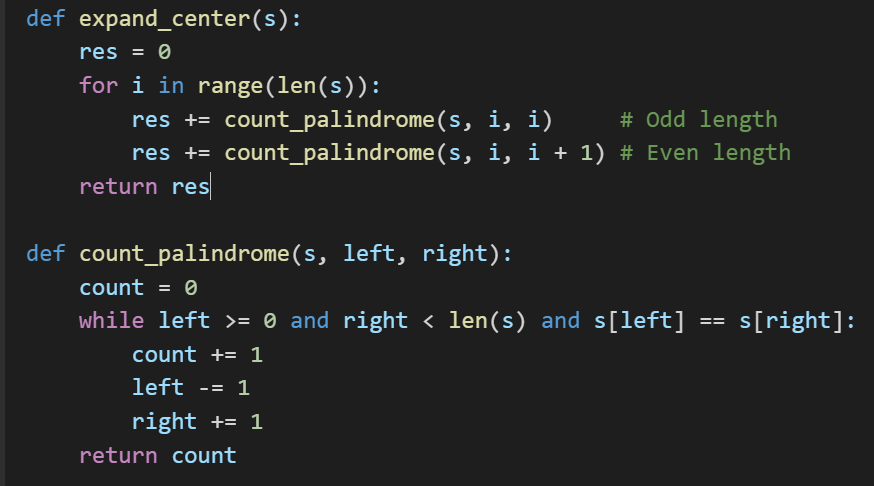 def expand_center(s):
    res = 0
    for i in range(len(s)):
        res += count_palindrome(s, i, i)     # Odd length
        res += count_palindrome(s, i, i + 1) # Even length
    return res

def count_palindrome(s, left, right):
    count = 0
    while left >= 0 and right < len(s) and s[left] == s[right]:
        count += 1
        left -= 1
        right += 1
    return count